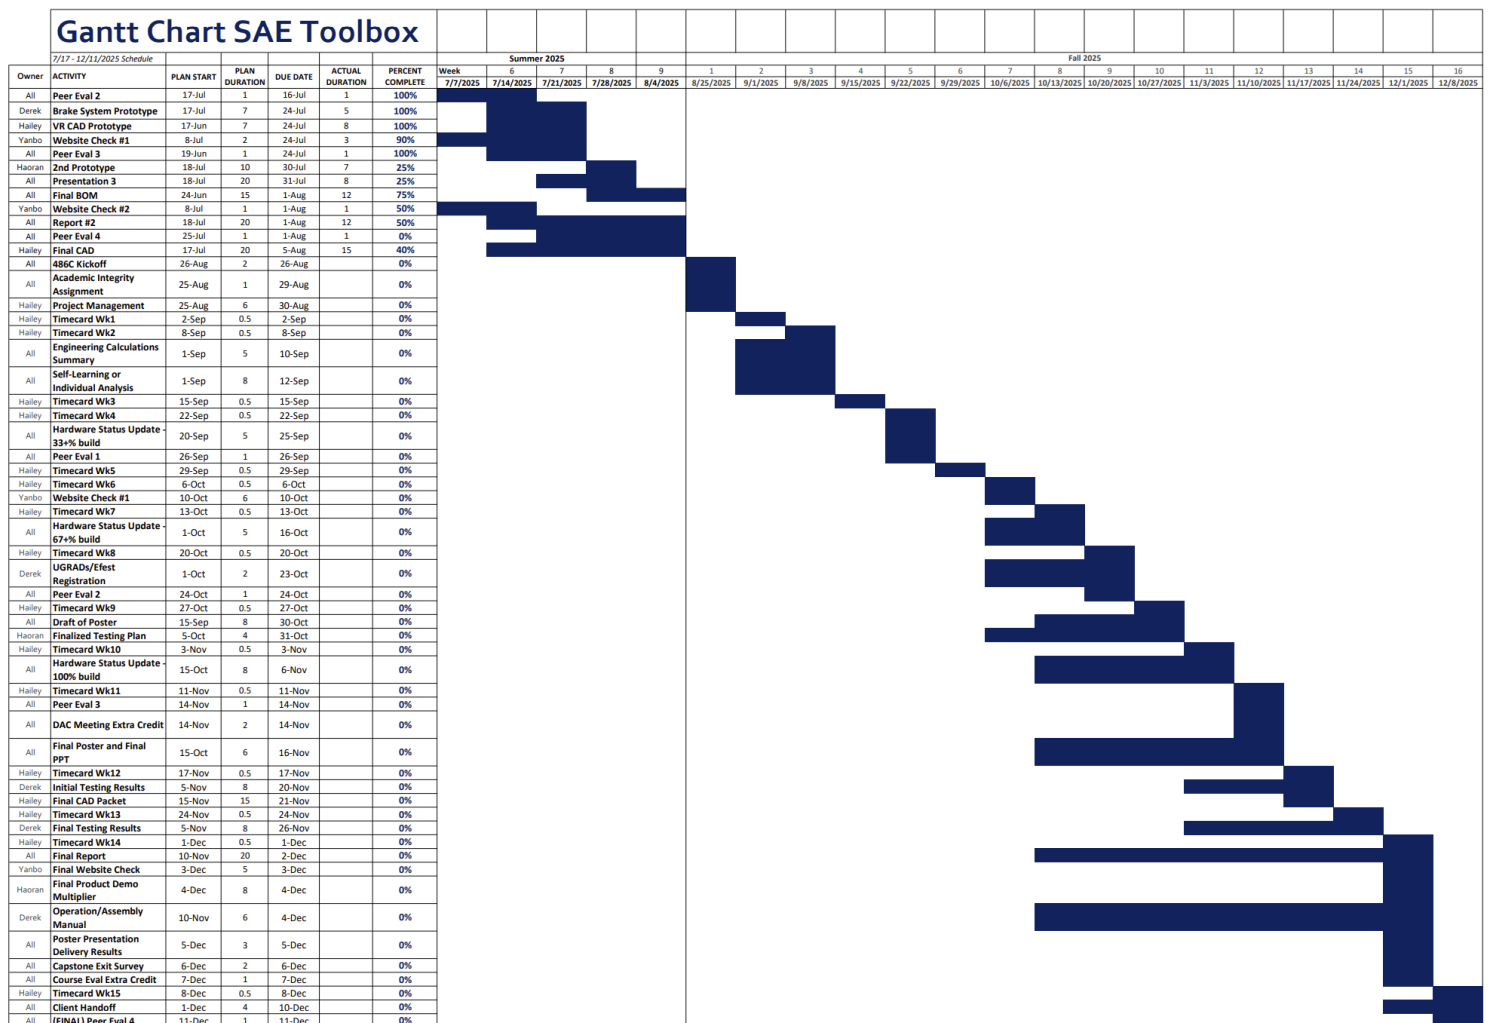 Gantt Chart SAE Toolbox
7/17 - 12/11/2025 Schedule Summer 2025 Fall 2025
Owner ACTIVITY PLAN START PLAN DURATION DUE DATE ACTUAL DURATION PERCENT COMPLETE Week 6 7 8 9 1 2 3 4 5 6 7 8 9 10 11 12 13 14 15 16
7/7/2025 7/14/2025 7/21/2025 7/28/2025 8/4/2025 8/25/2025 9/1/2025 9/8/2025 9/15/2025 9/22/2025 9/29/2025 10/6/2025 10/13/2025 10/20/2025 10/27/2025 11/3/2025 11/10/2025 11/17/2025 11/24/2025 12/1/2025 12/8/2025
All Peer Eval 2 17-Jul 1 16-Jul 1 100%
Derek Brake System Prototype 17-Jul 7 24-Jul 5 100%
Hailey VR CAD Prototype 17-Jun 7 24-Jul 8 100%
Yanbo Website Check #1 8-Jul 2 24-Jul 3 90%
All Peer Eval 3 19-Jun 1 24-Jul 1 100%
Haoran 2nd Prototype 18-Jul 10 30-Jul 7 25%
All Presentation 3 18-Jul 20 31-Jul 8 25%
All Final BOM 24-Jun 15 1-Aug 12 75%
Yanbo Website Check #2 8-Jul 1 1-Aug 1 50%
All Report #2 18-Jul 20 1-Aug 12 50%
All Peer Eval 4 25-Jul 1 1-Aug 1 0%
Hailey Final CAD 17-Jul 20 5-Aug 15 40%
All 486C Kickoff 26-Aug 2 26-Aug 0%
All Academic Integrity Assignment 25-Aug 1 29-Aug 0%
Hailey Project Management 25-Aug 6 30-Aug 0%
Hailey Timecard Wk1 2-Sep 0.5 2-Sep 0%
Hailey Timecard Wk2 8-Sep 0.5 8-Sep 0%
All Engineering Calculations Summary 1-Sep 5 10-Sep 0%
All Self-Learning or Individual Analysis 1-Sep 8 12-Sep 0%
Hailey Timecard Wk3 15-Sep 0.5 15-Sep 0%
Hailey Timecard Wk4 22-Sep 0.5 22-Sep 0%
All Hardware Status Update - 33+% build 20-Sep 5 25-Sep 0%
All Peer Eval 1 26-Sep 1 26-Sep 0%
Hailey Timecard Wk5 29-Sep 0.5 29-Sep 0%
Hailey Timecard Wk6 6-Oct 0.5 6-Oct 0%
Yanbo Website Check #1 10-Oct 6 10-Oct 0%
Hailey Timecard Wk7 13-Oct 0.5 13-Oct 0%
All Hardware Status Update - 67+% build 1-Oct 5 16-Oct 0%
Hailey Timecard Wk8 20-Oct 0.5 20-Oct 0%
Derek UGRADs/Efest Registration 1-Oct 2 23-Oct 0%
All Peer Eval 2 24-Oct 1 24-Oct 0%
Hailey Timecard Wk9 27-Oct 0.5 27-Oct 0%
All Draft of Poster 15-Sep 8 30-Oct 0%
Haoran Finalized Testing Plan 5-Oct 4 31-Oct 0%
Hailey Timecard Wk10 3-Nov 0.5 3-Nov 0%
All Hardware Status Update - 100% build 15-Oct 8 6-Nov 0%
Hailey Timecard Wk11 11-Nov 0.5 11-Nov 0%
All Peer Eval 3 14-Nov 1 14-Nov 0%
All DAC Meeting Extra Credit 14-Nov 2 14-Nov 0%
All Final Poster and Final PPT 15-Oct 6 16-Nov 0%
Hailey Timecard Wk12 17-Nov 0.5 17-Nov 0%
Derek Initial Testing Results 5-Nov 8 20-Nov 0%
Hailey Final CAD Packet 15-Nov 15 21-Nov 0%
Hailey Timecard Wk13 24-Nov 0.5 24-Nov 0%
Derek Final Testing Results 5-Nov 8 26-Nov 0%
Hailey Timecard Wk14 1-Dec 0.5 1-Dec 0%
All Final Report 10-Nov 20 2-Dec 0%
Yanbo Final Website Check 3-Dec 5 3-Dec 0%
Haoran Final Product Demo Multiplier 4-Dec 8 4-Dec 0%
Derek Operation/Assembly Manual 10-Nov 6 4-Dec 0%
All Poster Presentation Delivery Results 5-Dec 3 5-Dec 0%
All Capstone Exit Survey 6-Dec 2 6-Dec 0%
All Course Eval Extra Credit 7-Dec 1 7-Dec 0%
Hailey Timecard Wk15 8-Dec 0.5 8-Dec 0%
All Client Handoff 1-Dec 4 10-Dec 0%
All (FINAL) Peer Eval 4 11-Dec 1 11-Dec 0%